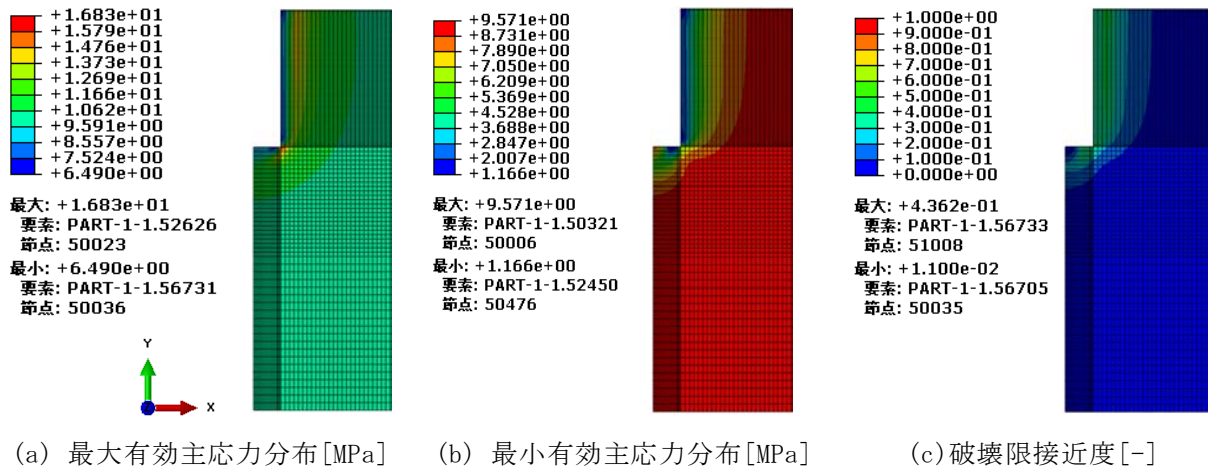 +1.683e+01
+1.579e+01
+1.476e+01
+1.373e+01
+1.269e+01
+1.166e+01
+1.062e+01
+9.591e+00
+8.557e+00
+7.524e+00
+6.490e+00
最大: +1.683e+01
要素: PART-1-1.52626
節点: 50023
最小: +6.490e+00
要素: PART-1-1.56731
節点: 50036
Y
Z
X
(a) 最大有効主応力分布[MPa]
+9.571e+00
+8.731e+00
+7.890e+00
+7.050e+00
+6.209e+00
+5.369e+00
+4.528e+00
+3.688e+00
+2.847e+00
+2.007e+00
+1.166e+00
最大: +9.571e+00
要素: PART-1-1.50321
節点: 50006
最小: +1.166e+00
要素: PART-1-1.52450
節点: 50476
(b) 最小有効主応力分布[MPa]
+1.000e+00
+9.000e-01
+8.000e-01
+7.000e-01
+6.000e-01
+5.000e-01
+4.000e-01
+3.000e-01
+2.000e-01
+1.000e-01
+0.000e+00
最大: +4.362e-01
要素: PART-1-1.56733
節点: 51008
最小: +1.100e-02
要素: PART-1-1.56705
節点: 50035
(c)破壊限接近度[-]